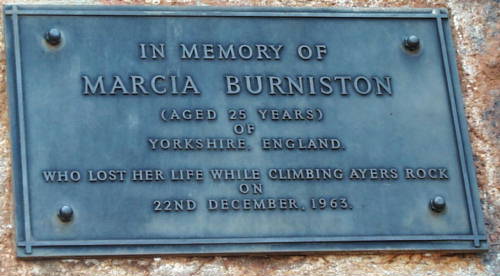 IN MEMORY OF
MARCIA BURNISTON
(AGED 25 YEARS)
OF
YORKSHIRE, ENGLAND.
WHO LOST HER LIFE WHILE CLIMBING AYERS ROCK
ON
22ND DECEMBER, 1963.